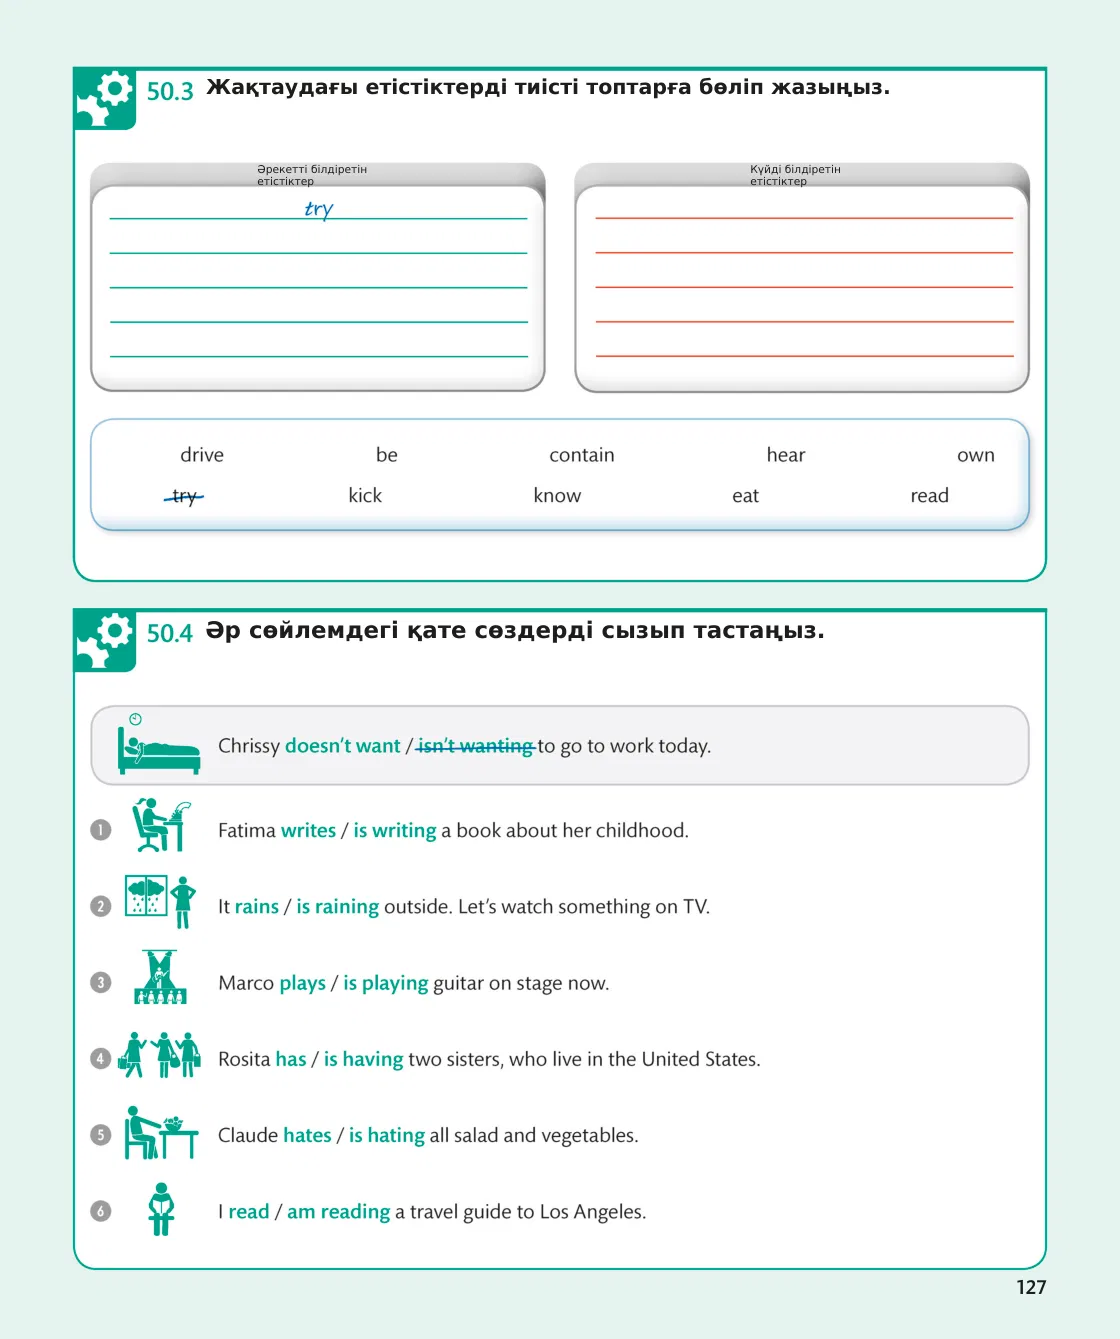 50.3 Жақтаудағы етістіктерді тиісті топтарға бөліп жазыңыз.
Әрекетті білдіретін
етістіктер
Күйді білдіретін
етістіктер
try
drive be contain hear own
try kick know eat read
50.4 Әр сөйлемдегі қате сөздерді сызып тастаңыз.
Chrissy doesn’t want / isn’t wanting to go to work today.
1 Fatima writes / is writing a book about her childhood.
2 It rains / is raining outside. Let’s watch something on TV.
3 Marco plays / is playing guitar on stage now.
4 Rosita has / is having two sisters, who live in the United States.
5 Claude hates / is hating all salad and vegetables.
6 I read / am reading a travel guide to Los Angeles.
127